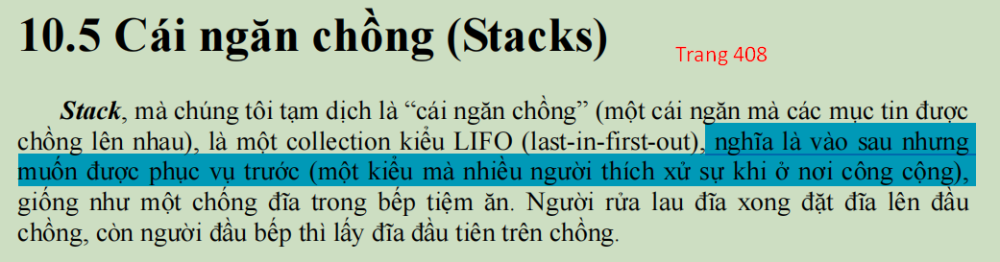 10.5 Cái ngăn chồng (Stacks)
Trang 408
Stack, mà chúng tôi tạm dịch là “cái ngăn chồng” (một cái ngăn mà các mục tin được
chồng lên nhau), là một collection kiểu LIFO (last-in-first-out), nghĩa là vào sau nhưng
muốn được phục vụ trước (một kiểu mà nhiều người thích xử sự khi ở nơi công cộng),
giống như một chống đĩa trong bếp tiệm ăn. Người rửa lau đĩa xong đặt đĩa lên đầu
chồng, còn người đầu bếp thì lấy đĩa đầu tiên trên chồng.